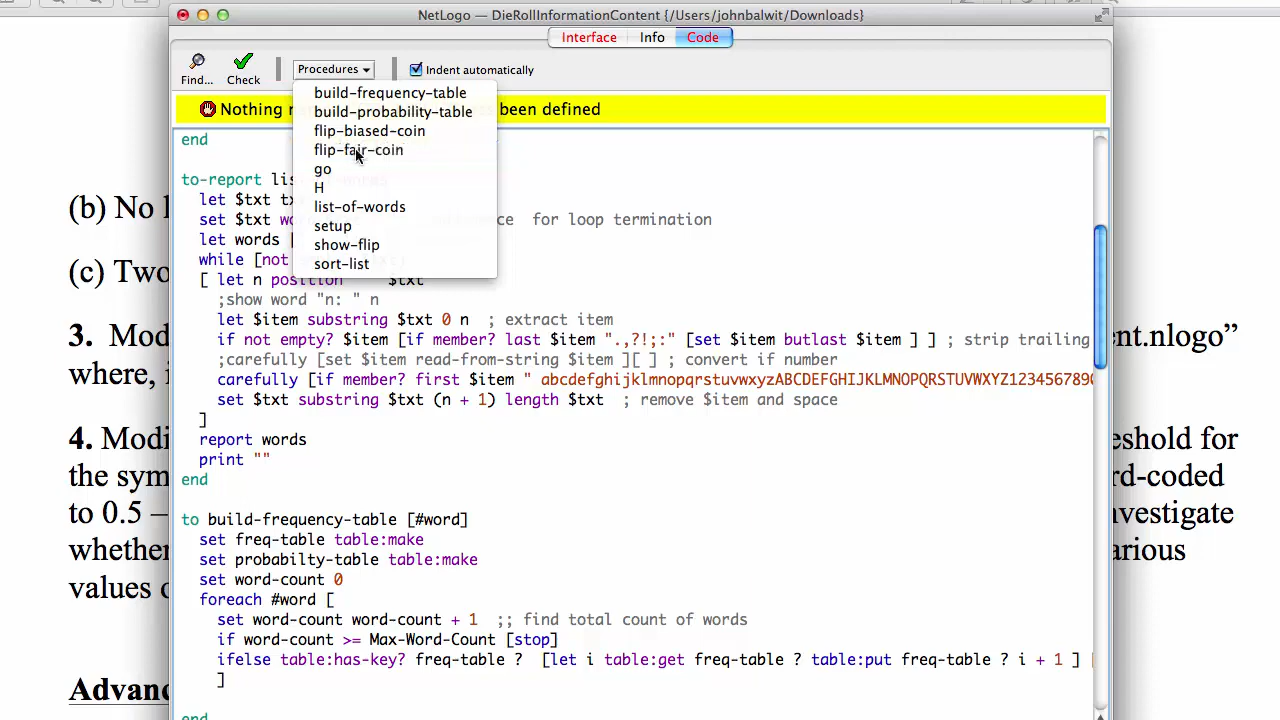 NetLogo — DieRollInformationContent {/Users/johnbalwit/Downloads}
Interface Info Code
Find... Check Procedures Indent automatically
Nothing been defined
build-frequency-table
build-probability-table
flip-biased-coin
flip-fair-coin
go
H
list-of-words
setup
show-flip
sort-list
end
to-report
let $txt
set $txt for loop termination
let words [
while [not
[ let n position $txt
;show word "n: " n
let $item substring $txt 0 n ; extract item
if not empty? $item [if member? last $item ".,?!;:" [set $item butlast $item ] ] ; strip trailing
;carefully [set $item read-from-string $item ][ ] ; convert if number
carefully [if member? first $item " abcdefghijklmnopqrstuvwxyzABCDEFGHIJKLMNOPQRSTUVWXYZ1234567890
set $txt substring $txt (n + 1) length $txt ; remove $item and space
]
report words
print ""
end
to build-frequency-table [#word]
set freq-table table:make
set probabilty-table table:make
set word-count 0
foreach #word [
set word-count word-count + 1 ;; find total count of words
if word-count >= Max-Word-Count [stop]
ifelse table:has-key? freq-table ? [let i table:get freq-table ? table:put freq-table ? i + 1 ] [
]
end
(b) No
(c) Two
3. Mod ent.nlogo”
where,
4. Modi eshold for
the sym rd-coded
to 0.5 – nvestigate
whether arious
values
Advanc